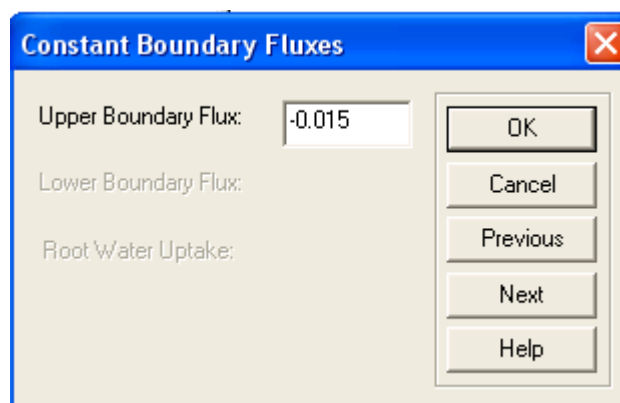 Constant Boundary Fluxes
Upper Boundary Flux: -0.015
Lower Boundary Flux:
Root Water Uptake:
OK
Cancel
Previous
Next
Help